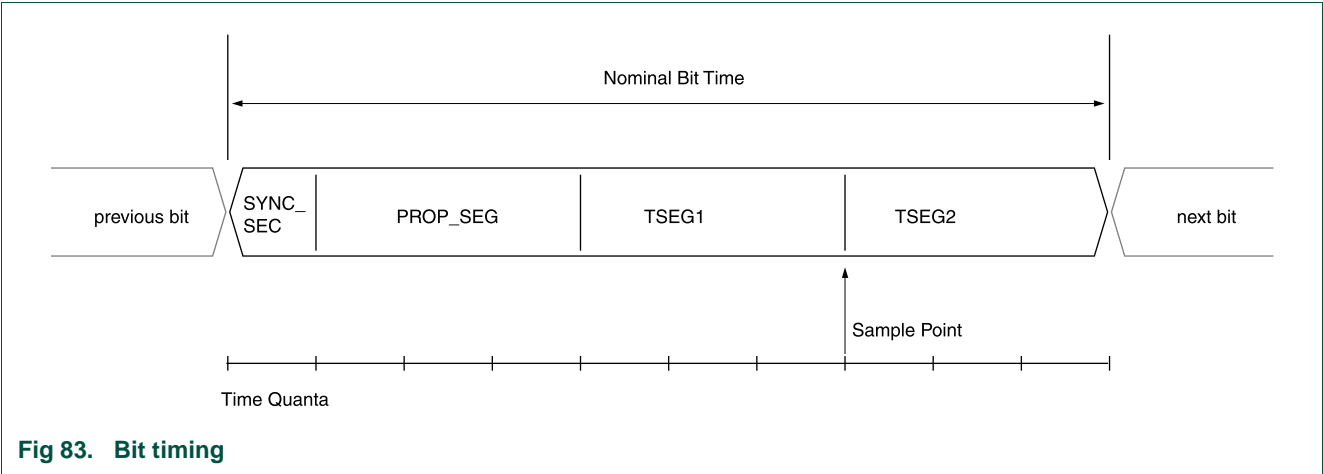 Nominal Bit Time
previous bit
SYNC_
SEC
PROP_SEG
TSEG1
TSEG2
next bit
Sample Point
Time Quanta
Fig 83. Bit timing